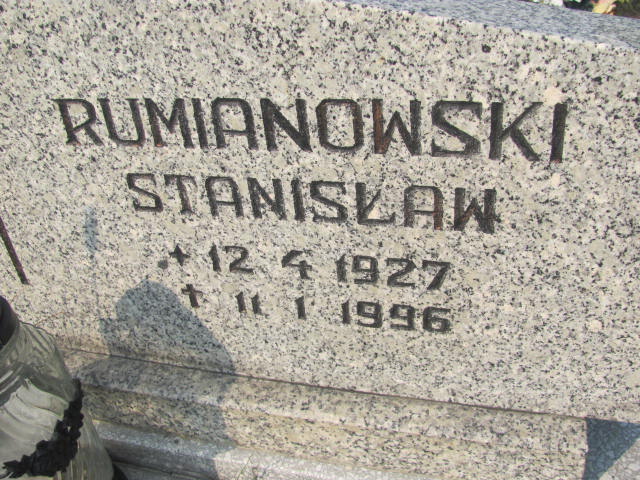 RUMIANOWSKI
STANISŁAW
+ 12 4 1927
+ 11 1 1996